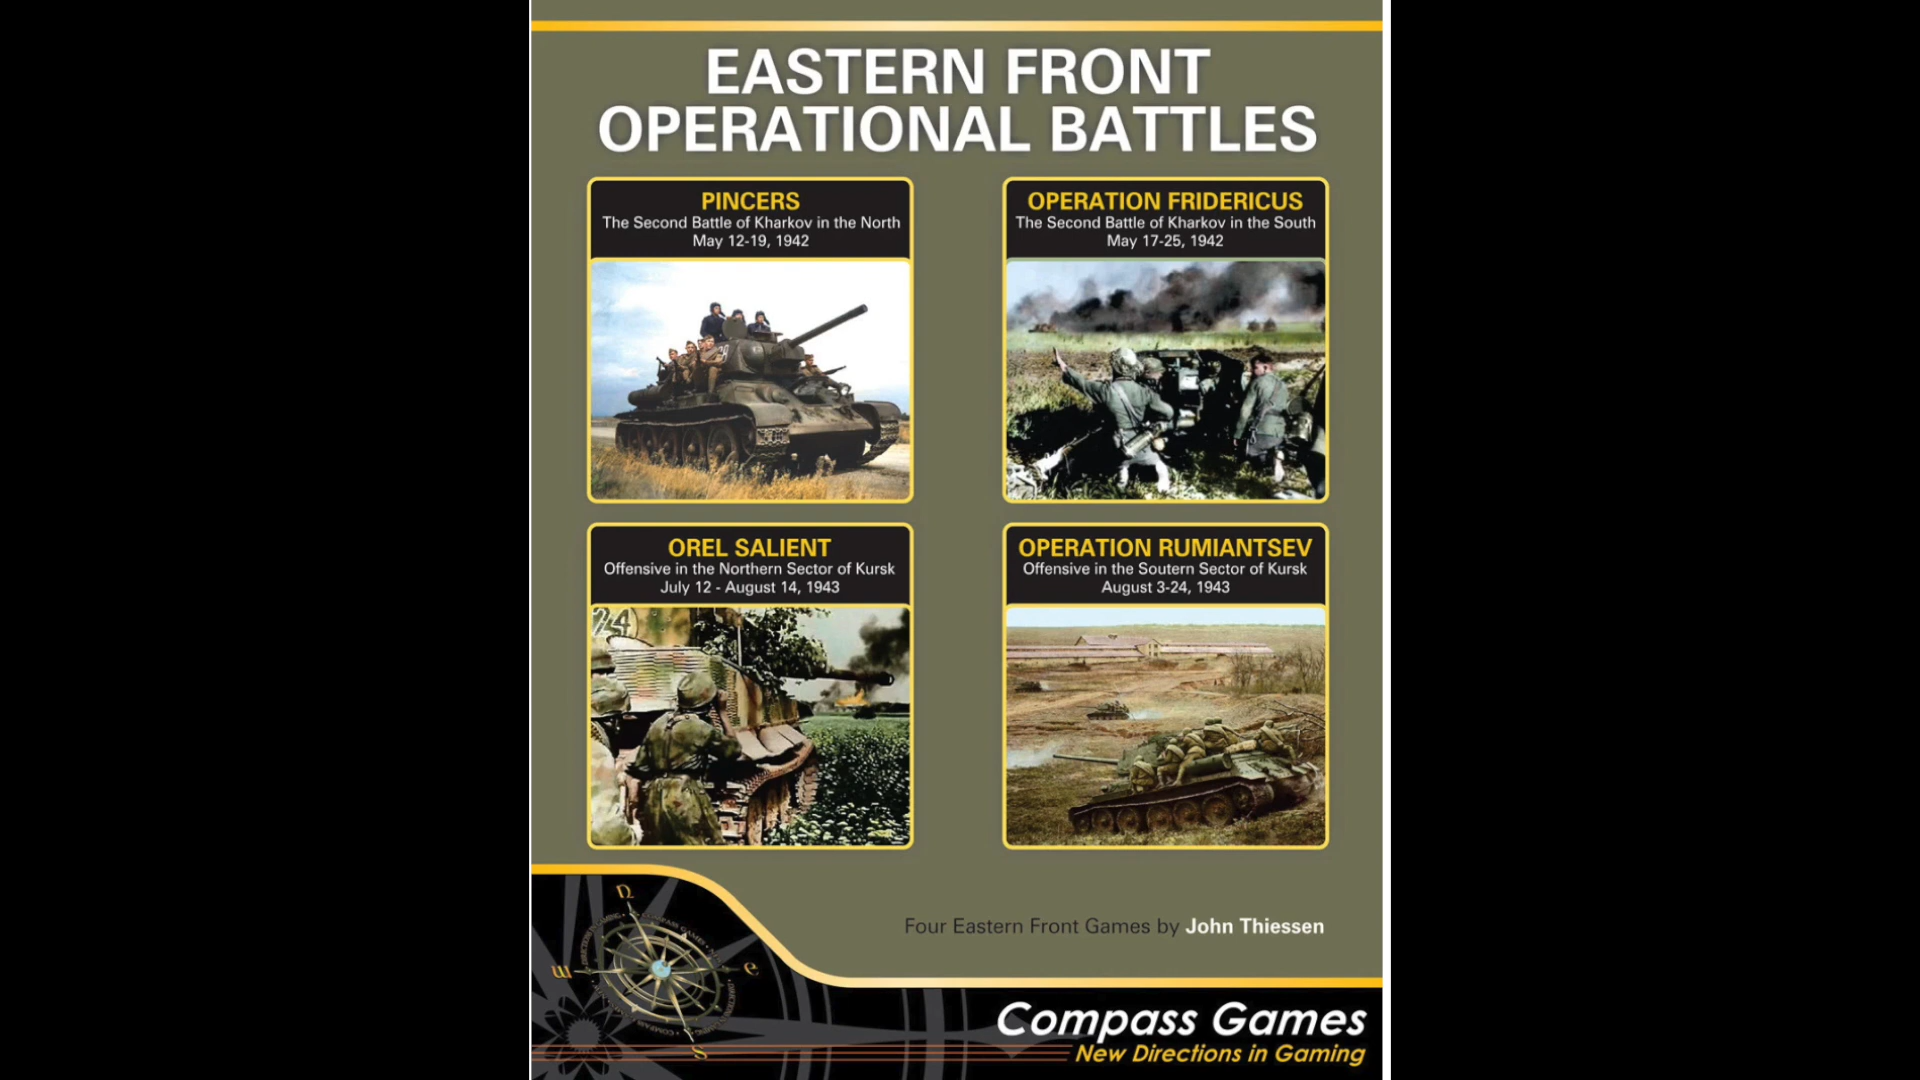 EASTERN FRONT
OPERATIONAL BATTLES
PINCERS
The Second Battle of Kharkov in the North
May 12-19, 1942
OPERATION FRIDERICUS
The Second Battle of Kharkov in the South
May 17-25, 1942
OREL SALIENT
Offensive in the Northern Sector of Kursk
July 12 - August 14, 1943
24
OPERATION RUMIANTSEV
Offensive in the Soutern Sector of Kursk
August 3-24, 1943
Four Eastern Front Games by John Thiessen
n
w
e
s
Compass Games
New Directions in Gaming